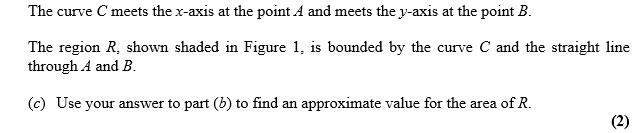 The curve C meets the x-axis at the point A and meets the y-axis at the point B.
The region R, shown shaded in Figure 1, is bounded by the curve C and the straight line
through A and B.
(c) Use your answer to part (b) to find an approximate value for the area of R.
(2)